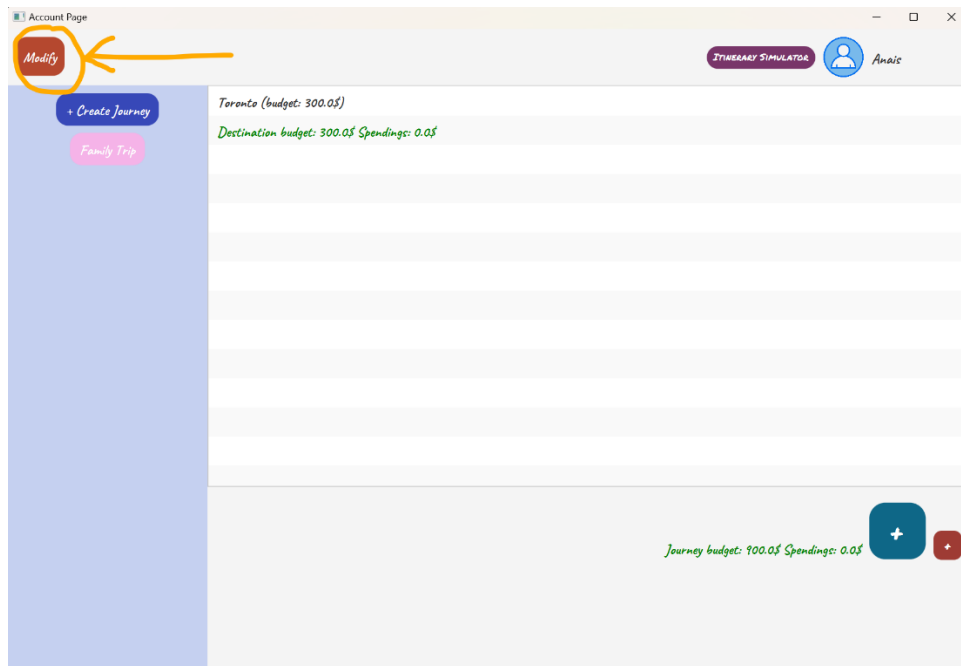 Account Page
Modify
ITINERARY SIMULATOR
Anais
+ Create Journey
Family Trip
Toronto (budget: 300.0$)
Destination budget: 300.0$ Spendings: 0.0$
Journey budget: 900.0$ Spendings: 0.0$
+
+